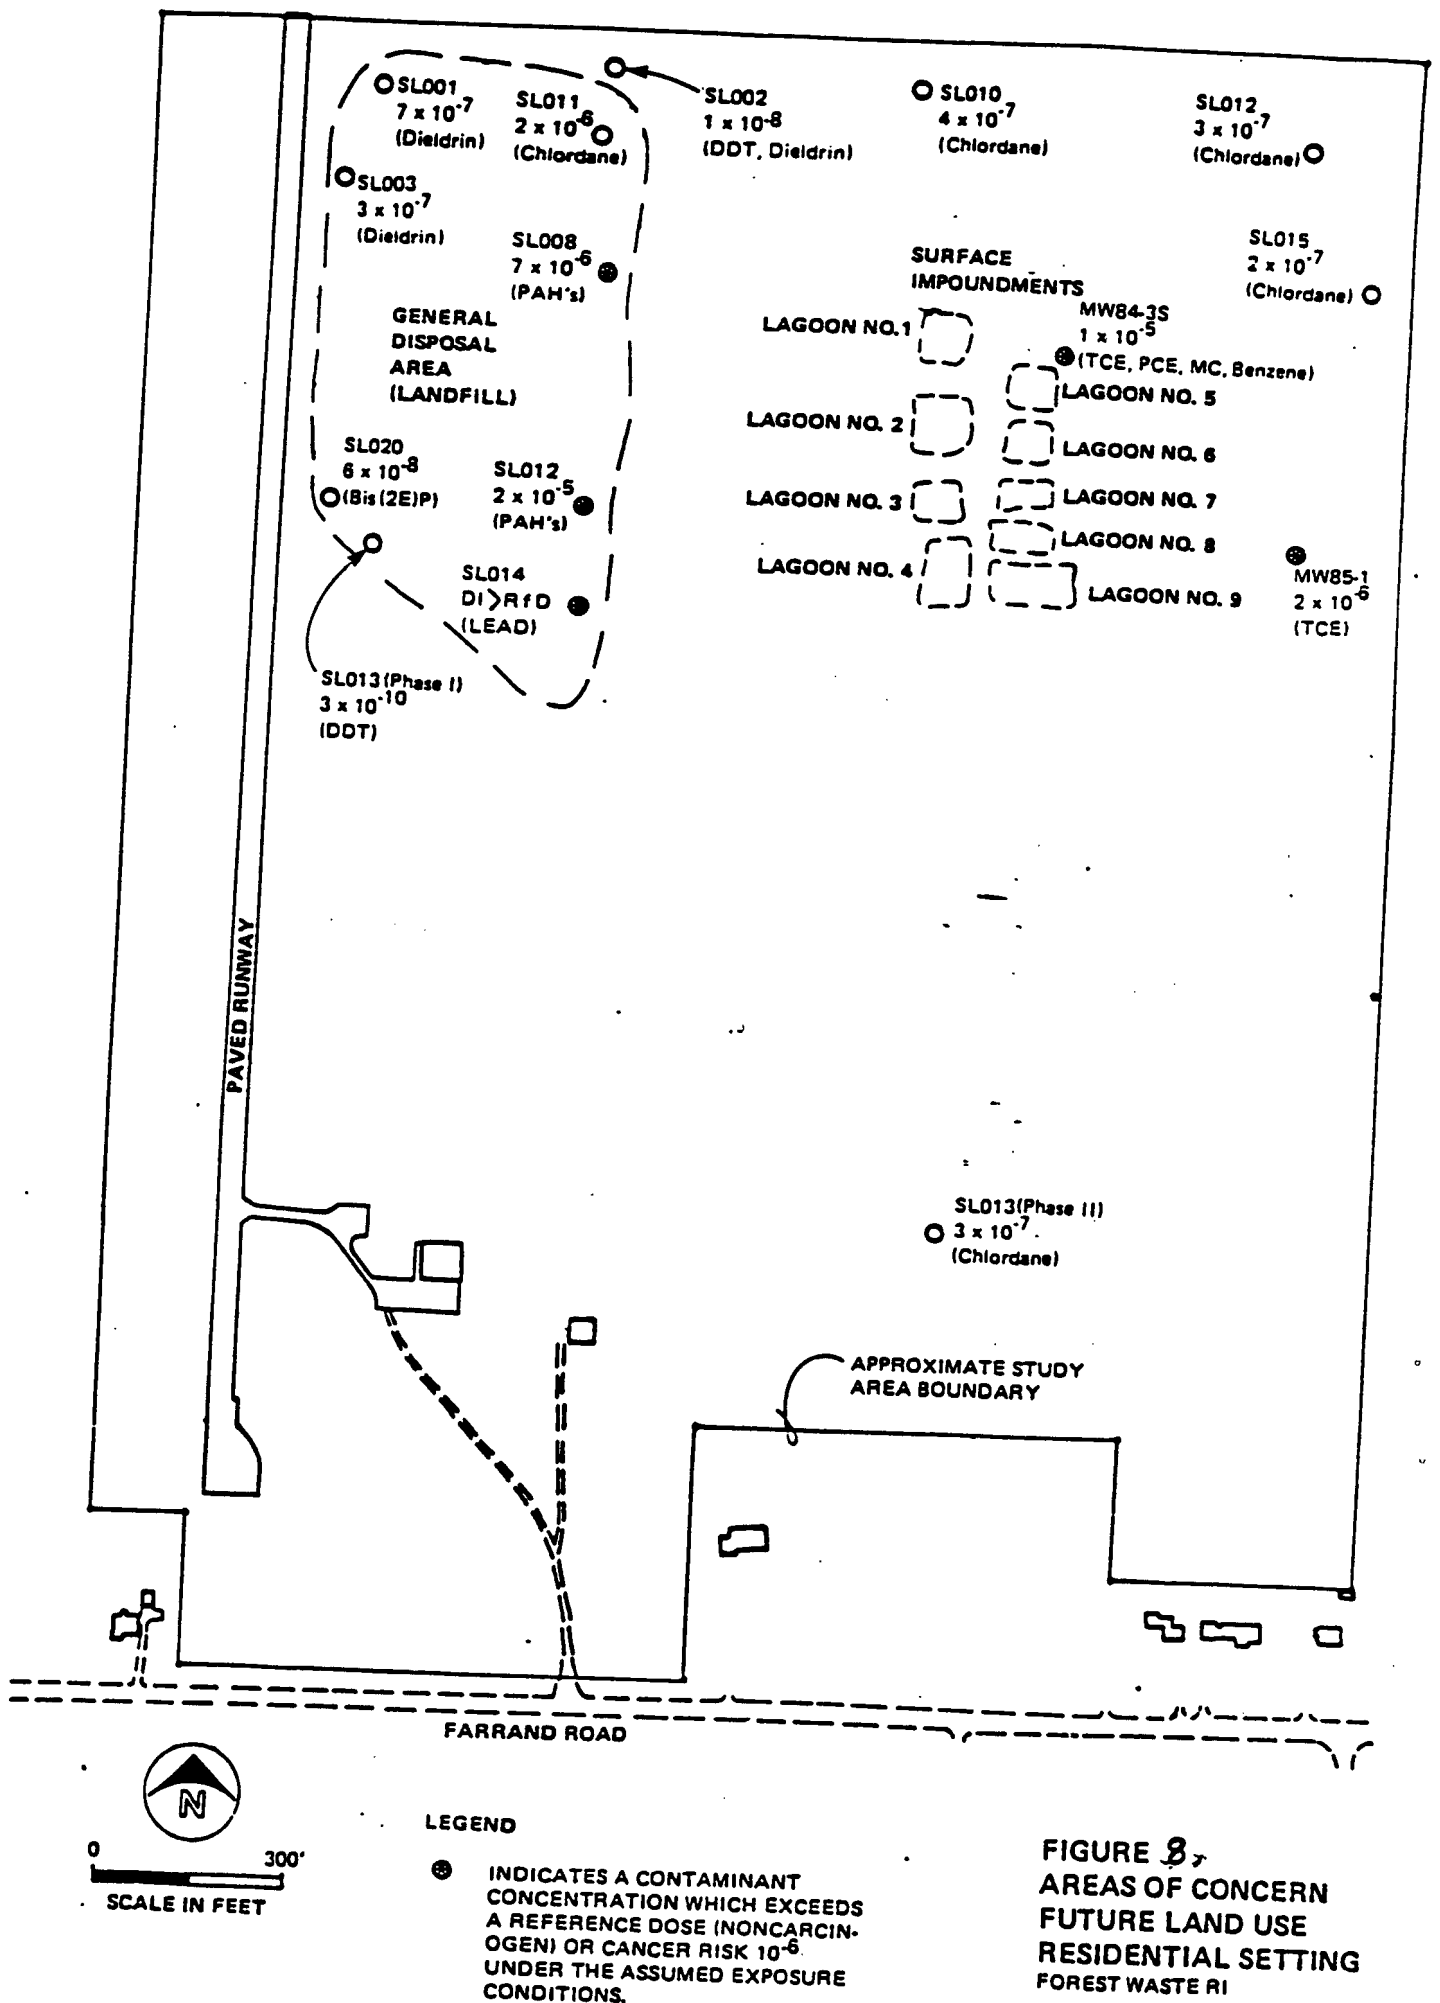 SL001
7 x 10-7
(Dieldrin)
SL011
2 x 10-6
(Chlordane)
SL002
1 x 10-8
(DDT, Dieldrin)
SL010
4 x 10-7
(Chlordane)
SL012
3 x 10-7
(Chlordane)
SL003
3 x 10-7
(Dieldrin)
SL008
7 x 10-6
(PAH's)
SL015
2 x 10-7
(Chlordane)
SURFACE
IMPOUNDMENTS
MW84-3S
1 x 10-5
(TCE, PCE, MC, Benzene)
GENERAL
DISPOSAL
AREA
(LANDFILL)
LAGOON NO. 1
LAGOON NO. 5
LAGOON NO. 2
LAGOON NO. 6
LAGOON NO. 3
LAGOON NO. 7
LAGOON NO. 8
LAGOON NO. 4
LAGOON NO. 9
SL020
6 x 10-8
(Bis(2E)P)
SL012
2 x 10-5
(PAH's)
SL014
DI>RfD
(LEAD)
MW85-1
2 x 10-6
(TCE)
SL013(Phase I)
3 x 10-10
(DDT)
PAVED RUNWAY
SL013(Phase II)
3 x 10-7
(Chlordane)
APPROXIMATE STUDY
AREA BOUNDARY
FARRAND ROAD
N
0 300'
SCALE IN FEET
LEGEND
INDICATES A CONTAMINANT
CONCENTRATION WHICH EXCEEDS
A REFERENCE DOSE (NONCARCIN-
OGEN) OR CANCER RISK 10-6
UNDER THE ASSUMED EXPOSURE
CONDITIONS.
FIGURE
AREAS OF CONCERN
FUTURE LAND USE
RESIDENTIAL SETTING
FOREST WASTE RI